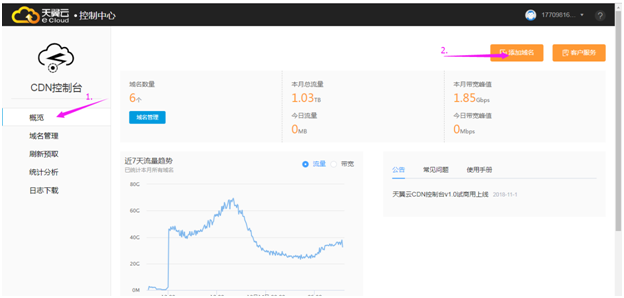 天翼云
e Cloud
• 控制中心
17709816...
?
2.
添加域名
客户服务
CDN控制台
1.
概览
域名管理
刷新预取
统计分析
日志下载
域名数量
6个
域名管理
本月总流量
1.03TB
今日流量
0MB
本月带宽峰值
1.85Gbps
今日带宽峰值
0Mbps
近7天流量趋势
已统计本月所有域名
流量
带宽
80G
60G
40G
20G
0M
公告
常见问题
使用手册
天翼云CDN控制台v1.0试商用上线 2019-11-1